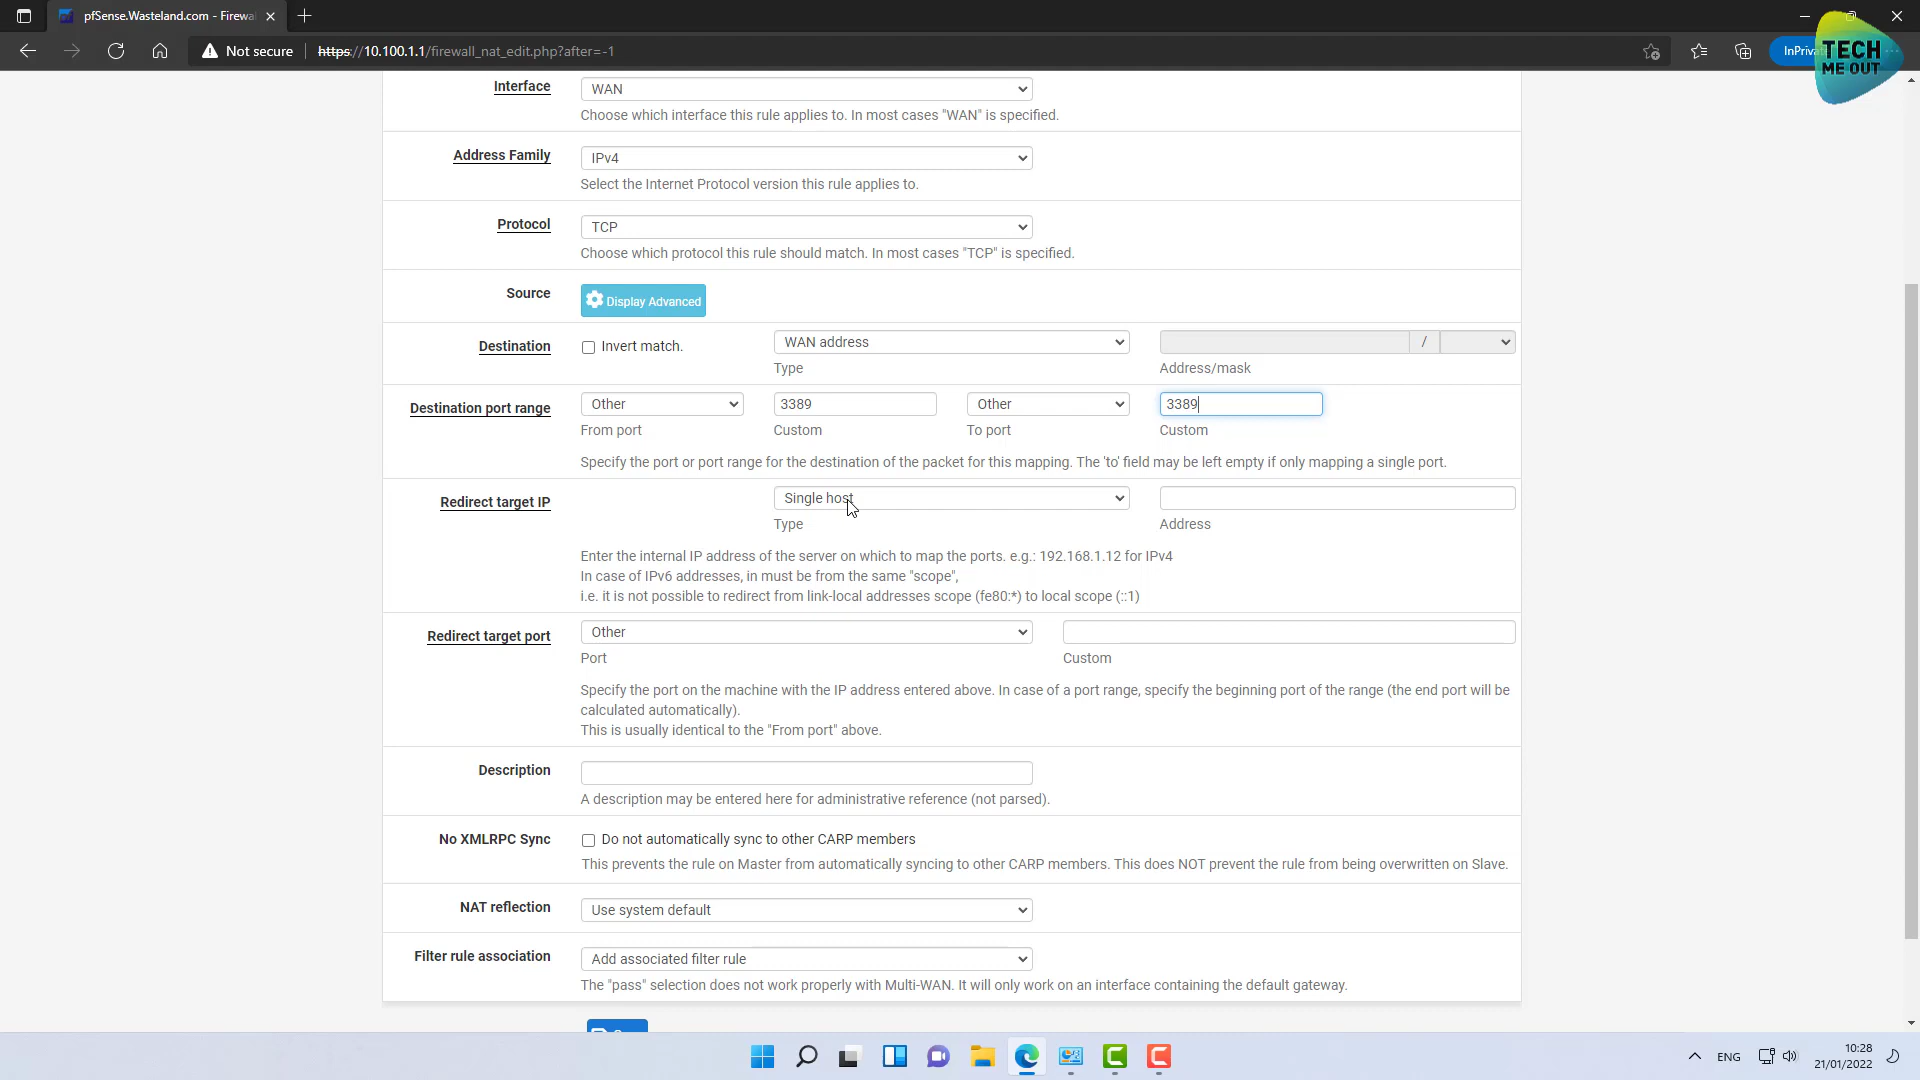 pfSense.Wasteland.com - Firewa
Not secure
https://10.100.1.1/firewall_nat_edit.php?after=-1
InPriva
TECH
ME OUT
Interface
WAN
Choose which interface this rule applies to. In most cases "WAN" is specified.
Address Family
IPv4
Select the Internet Protocol version this rule applies to.
Protocol
TCP
Choose which protocol this rule should match. In most cases "TCP" is specified.
Source
Display Advanced
Destination
Invert match.
WAN address
/
Type
Address/mask
Destination port range
Other
3389
Other
3389
From port
Custom
To port
Custom
Specify the port or port range for the destination of the packet for this mapping. The 'to' field may be left empty if only mapping a single port.
Redirect target IP
Single host
Type
Address
Enter the internal IP address of the server on which to map the ports. e.g.: 192.168.1.12 for IPv4
In case of IPv6 addresses, in must be from the same "scope",
i.e. it is not possible to redirect from link-local addresses scope (fe80:*) to local scope (::1)
Redirect target port
Other
Port
Custom
Specify the port on the machine with the IP address entered above. In case of a port range, specify the beginning port of the range (the end port will be
calculated automatically).
This is usually identical to the "From port" above.
Description
A description may be entered here for administrative reference (not parsed).
No XMLRPC Sync
Do not automatically sync to other CARP members
This prevents the rule on Master from automatically syncing to other CARP members. This does NOT prevent the rule from being overwritten on Slave.
NAT reflection
Use system default
Filter rule association
Add associated filter rule
The "pass" selection does not work properly with Multi-WAN. It will only work on an interface containing the default gateway.
ENG
10:28
21/01/2022